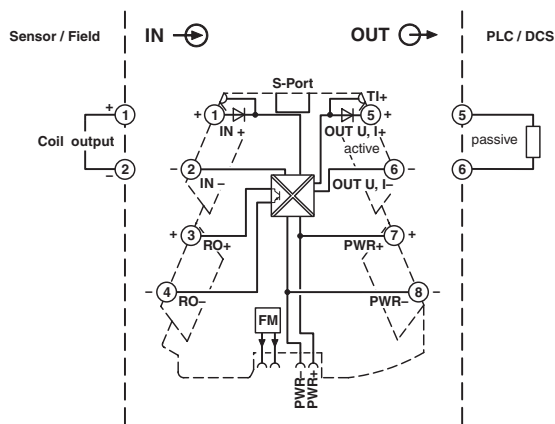 Sensor / Field
IN
OUT
PLC / DCS
S-Port
TI+
+
1
+
1
5
+
5
IN +
OUT U, I+
Coil output
active
passive
–
2
–
2
6
–
6
IN –
OUT U, I–
+
3
7
+
RO+
PWR+
–
4
8
–
RO–
PWR–
FM
PWR–
PWR+